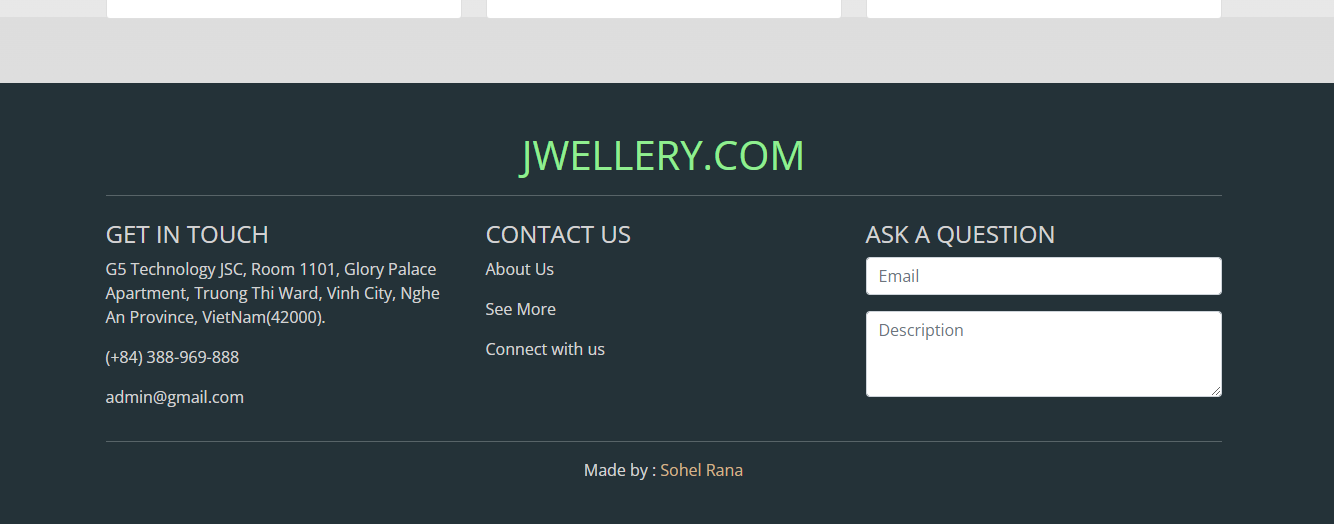 JWELLERY.COM
GET IN TOUCH
G5 Technology JSC, Room 1101, Glory Palace
Apartment, Truong Thi Ward, Vinh City, Nghe
An Province, VietNam(42000).
(+84) 388-969-888
admin@gmail.com
CONTACT US
About Us
See More
Connect with us
ASK A QUESTION
Email
Description
Made by : Sohel Rana